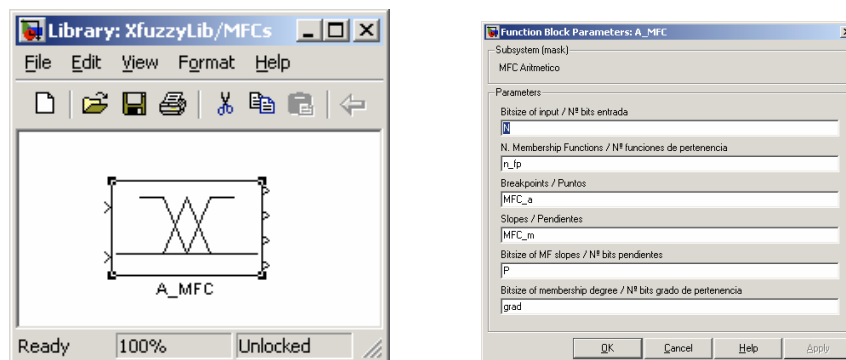 Library: XfuzzyLib/MFCs
File Edit View Format Help
A_MFC
Ready 100% Unlocked
Function Block Parameters: A_MFC
Subsystem (mask)
MFC Aritmetico
Parameters
Bitsize of input / Nº bits entrada
N
N. Membership Functions / Nº funciones de pertenencia
n_fp
Breakpoints / Puntos
MFC_a
Slopes / Pendientes
MFC_m
Bitsize of MF slopes / Nº bits pendientes
P
Bitsize of membership degree / Nº bits grado de pertenencia
grad
OK Cancel Help Apply